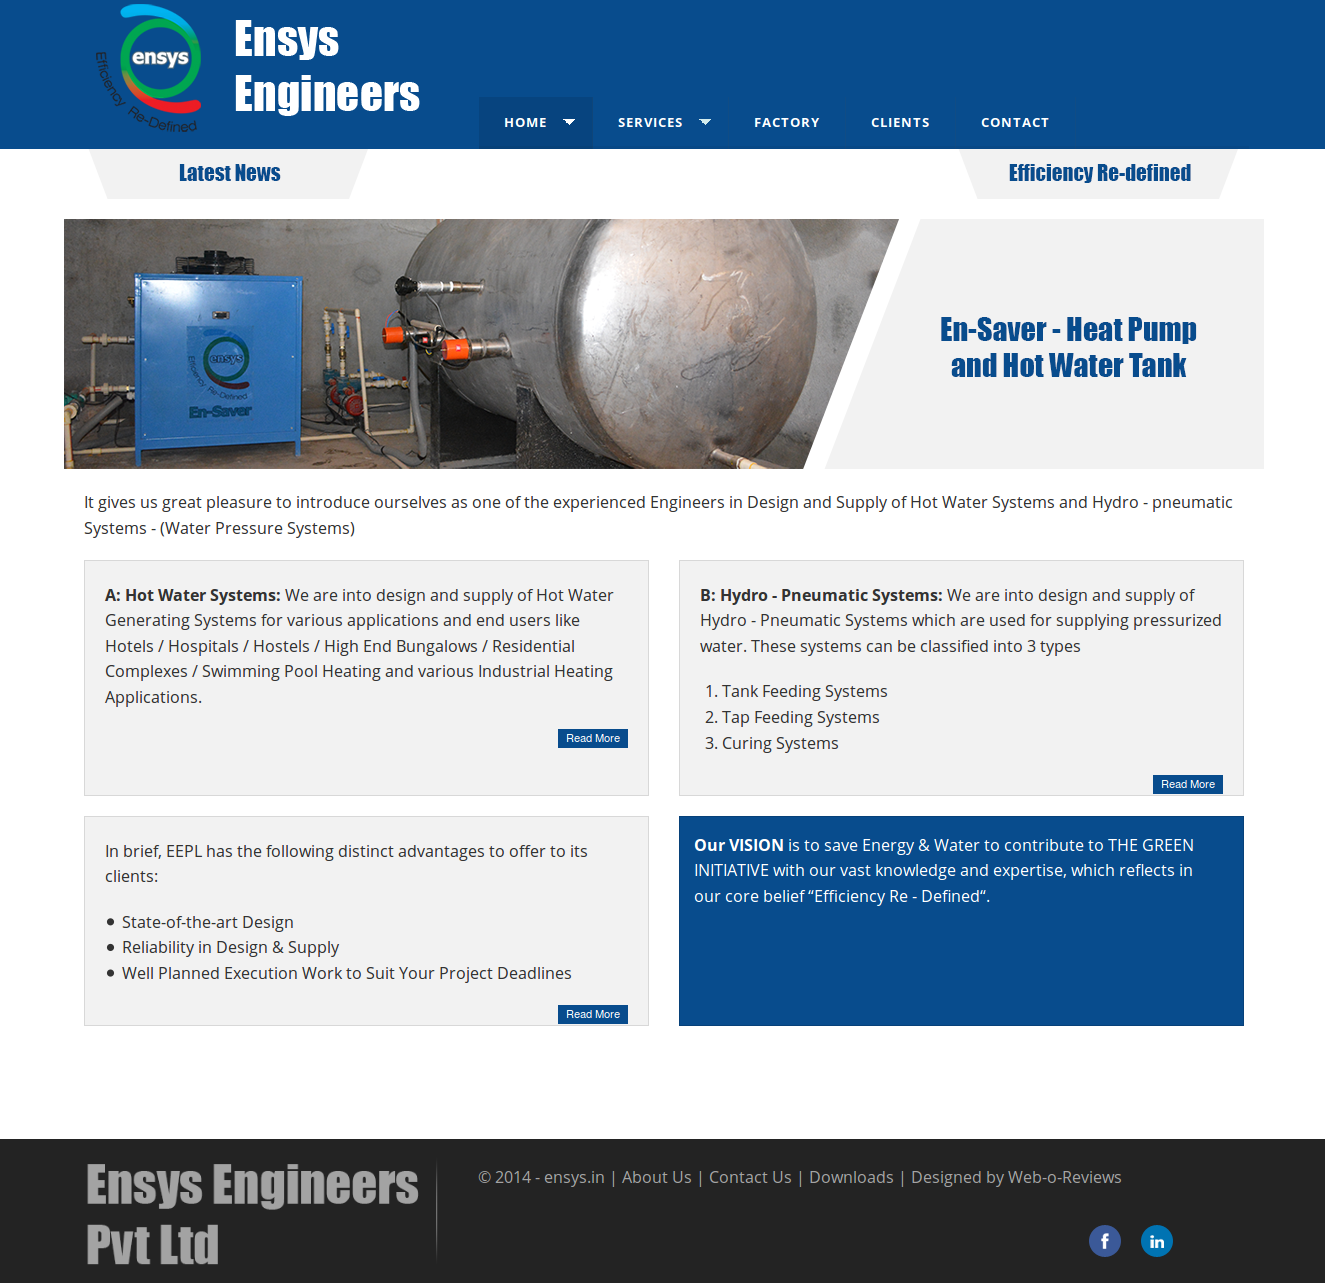 ensys
Efficiency Re-Defined
Ensys
Engineers
HOME
SERVICES
FACTORY
CLIENTS
CONTACT
Latest News
Efficiency Re-defined
ensys
Efficiency Re-Defined
En-Saver
En-Saver - Heat Pump
and Hot Water Tank
It gives us great pleasure to introduce ourselves as one of the experienced Engineers in Design and Supply of Hot Water Systems and Hydro - pneumatic
Systems - (Water Pressure Systems)
A: Hot Water Systems: We are into design and supply of Hot Water
Generating Systems for various applications and end users like
Hotels / Hospitals / Hostels / High End Bungalows / Residential
Complexes / Swimming Pool Heating and various Industrial Heating
Applications.
Read More
B: Hydro - Pneumatic Systems: We are into design and supply of
Hydro - Pneumatic Systems which are used for supplying pressurized
water. These systems can be classified into 3 types
1. Tank Feeding Systems
2. Tap Feeding Systems
3. Curing Systems
Read More
In brief, EEPL has the following distinct advantages to offer to its
clients:
● State-of-the-art Design
● Reliability in Design & Supply
● Well Planned Execution Work to Suit Your Project Deadlines
Read More
Our VISION is to save Energy & Water to contribute to THE GREEN
INITIATIVE with our vast knowledge and expertise, which reflects in
our core belief “Efficiency Re - Defined“.
Ensys Engineers
Pvt Ltd
© 2014 - ensys.in | About Us | Contact Us | Downloads | Designed by Web-o-Reviews
f
in